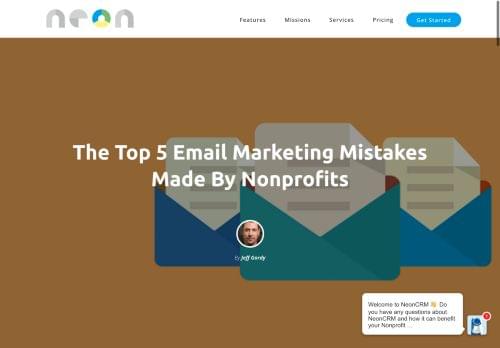 neon
Features
Missions
Services
Pricing
Get Started
The Top 5 Email Marketing Mistakes
Made By Nonprofits
By Jeff Gordy
Welcome to NeonCRM 👋 Do
you have any questions about
NeonCRM and how it can benefit
your Nonprofit ...
1